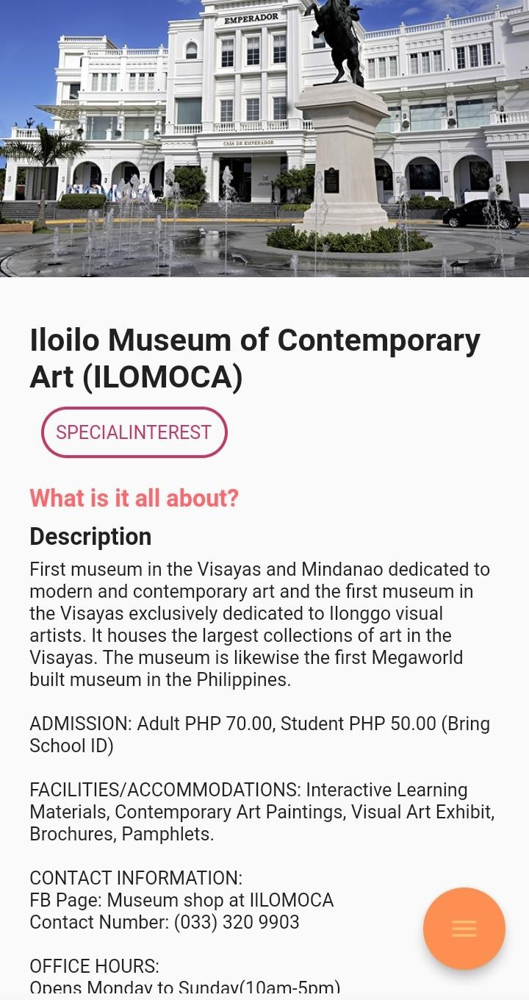 EMPERADOR
CASA DE EMPERADOR
Iloilo Museum of Contemporary
Art (ILOMOCA)
SPECIALINTEREST
What is it all about?
Description
First museum in the Visayas and Mindanao dedicated to
modern and contemporary art and the first museum in
the Visayas exclusively dedicated to Ilonggo visual
artists. It houses the largest collections of art in the
Visayas. The museum is likewise the first Megaworld
built museum in the Philippines.
ADMISSION: Adult PHP 70.00, Student PHP 50.00 (Bring
School ID)
FACILITIES/ACCOMMODATIONS: Interactive Learning
Materials, Contemporary Art Paintings, Visual Art Exhibit,
Brochures, Pamphlets.
CONTACT INFORMATION:
FB Page: Museum shop at IILOMOCA
Contact Number: (033) 320 9903
OFFICE HOURS:
Opens Monday to Sunday(10am-5pm)